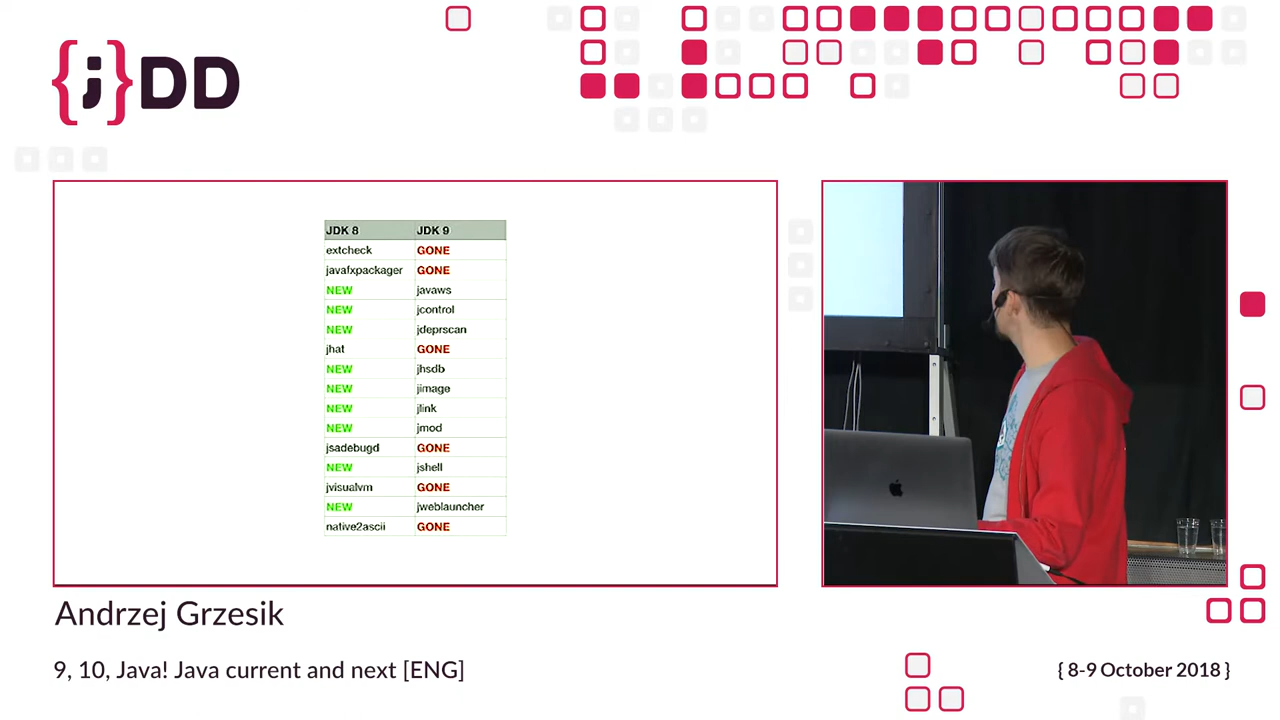 {j}DD
JDK 8 JDK 9
extcheck GONE
javafxpackager GONE
NEW javaws
NEW jcontrol
NEW jdeprscan
jhat GONE
NEW jhsdb
NEW jimage
NEW jlink
NEW jmod
jsadebugd GONE
NEW jshell
jvisualvm GONE
NEW jweblauncher
native2ascii GONE
Andrzej Grzesik
9, 10, Java! Java current and next [ENG]
{ 8-9 October 2018 }